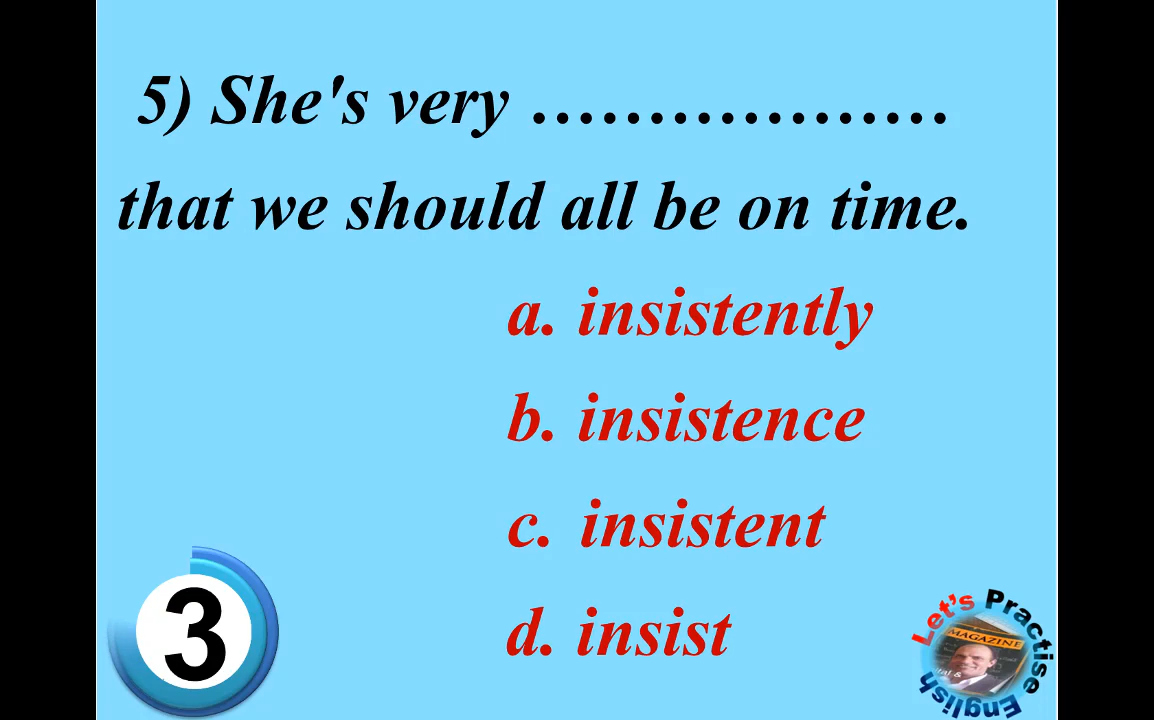 5) She's very ………………
that we should all be on time.
a. insistently
b. insistence
c. insistent
d. insist
3
Let's Practise English
MAGAZINE